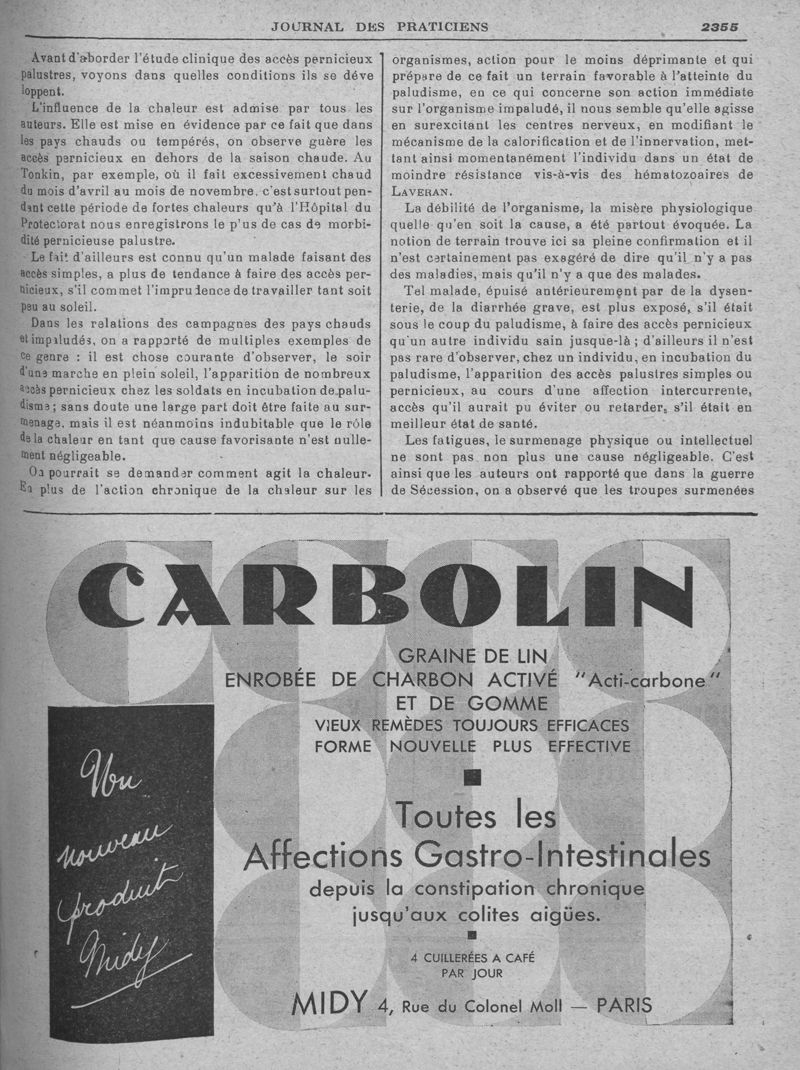 JOURNAL DES PRATICIENS 2355
Avant d'aborder l'étude clinique des accès pernicieux
palustres, voyons dans quelles conditions ils se déve
loppent.
L'influence de la chaleur est admise par tous les
auteurs. Elle est mise en évidence par ce fait que dans
les pays chauds ou tempérés, on observe guère les
accès pernicieux en dehors de la saison chaude. Au
Tonkin, par exemple, où il fait excessivement chaud
du mois d'avril au mois de novembre, c'est surtout pen-
dant cette période de fortes chaleurs qu'à l'Hôpital du
Protectorat nous enregistrons le p'us de cas de morbi-
dité pernicieuse palustre.
Le fait d'ailleurs est connu qu'un malade faisant des
accès simples, a plus de tendance à faire des accès per-
nicieux, s'il commet l'imprudence de travailler tant soit
peu au soleil.
Dans les relations des campagnes des pays chauds
et impaludés, on a rapporté de multiples exemples de
ce genre : il est chose courante d'observer, le soir
d'une marche en plein soleil, l'apparition de nombreux
accès pernicieux chez les soldats en incubation de palu-
disme ; sans doute une large part doit être faite au sur-
menage, mais il est néanmoins indubitable que le rôle
de la chaleur en tant que cause favorisante n'est nulle-
ment négligeable.
On pourrait se demander comment agit la chaleur.
En plus de l'action chronique de la chaleur sur les
organismes, action pour le moins déprimante et qui
prépare de ce fait un terrain favorable à l'atteinte du
paludisme, en ce qui concerne son action immédiate
sur l'organisme impaludé, il nous semble qu'elle agisse
en surexcitant les centres nerveux, en modifiant le
mécanisme de la calorification et de l'innervation, met-
tant ainsi momentanément l'individu dans un état de
moindre résistance vis-à-vis des hématozoaires de
LAVERAN.
La débilité de l'organisme, la misère physiologique
quelle qu'en soit la cause, a été partout évoquée. La
notion de terrain trouve ici sa pleine confirmation et il
n'est certainement pas exagéré de dire qu'il n'y a pas
des maladies, mais qu'il n'y a que des malades.
Tel malade, épuisé antérieurement par de la dysen-
terie, de la diarrhée grave, est plus exposé, s'il était
sous le coup du paludisme, à faire des accès pernicieux
qu'un autre individu sain jusque-là ; d'ailleurs il n'est
pas rare d'observer, chez un individu, en incubation du
paludisme, l'apparition des accès palustres simples ou
pernicieux, au cours d'une affection intercurrente,
accès qu'il aurait pu éviter ou retarder, s'il était en
meilleur état de santé.
Les fatigues, le surmenage physique ou intellectuel
ne sont pas non plus une cause négligeable. C'est
ainsi que les auteurs ont rapporté que dans la guerre
de Sécession, on a observé que les troupes surmenées
CARBOLIN
GRAINE DE LIN
ENROBÉE DE CHARBON ACTIVÉ "Acti-carbone"
ET DE GOMME
VIEUX REMÈDES TOUJOURS EFFICACES
FORME NOUVELLE PLUS EFFECTIVE
Un
nouveau
produit
Midy
Toutes les
Affections Gastro-Intestinales
depuis la constipation chronique
jusqu'aux colites aigües.
4 CUILLERÉES A CAFÉ
PAR JOUR
MIDY 4, Rue du Colonel Moll — PARIS